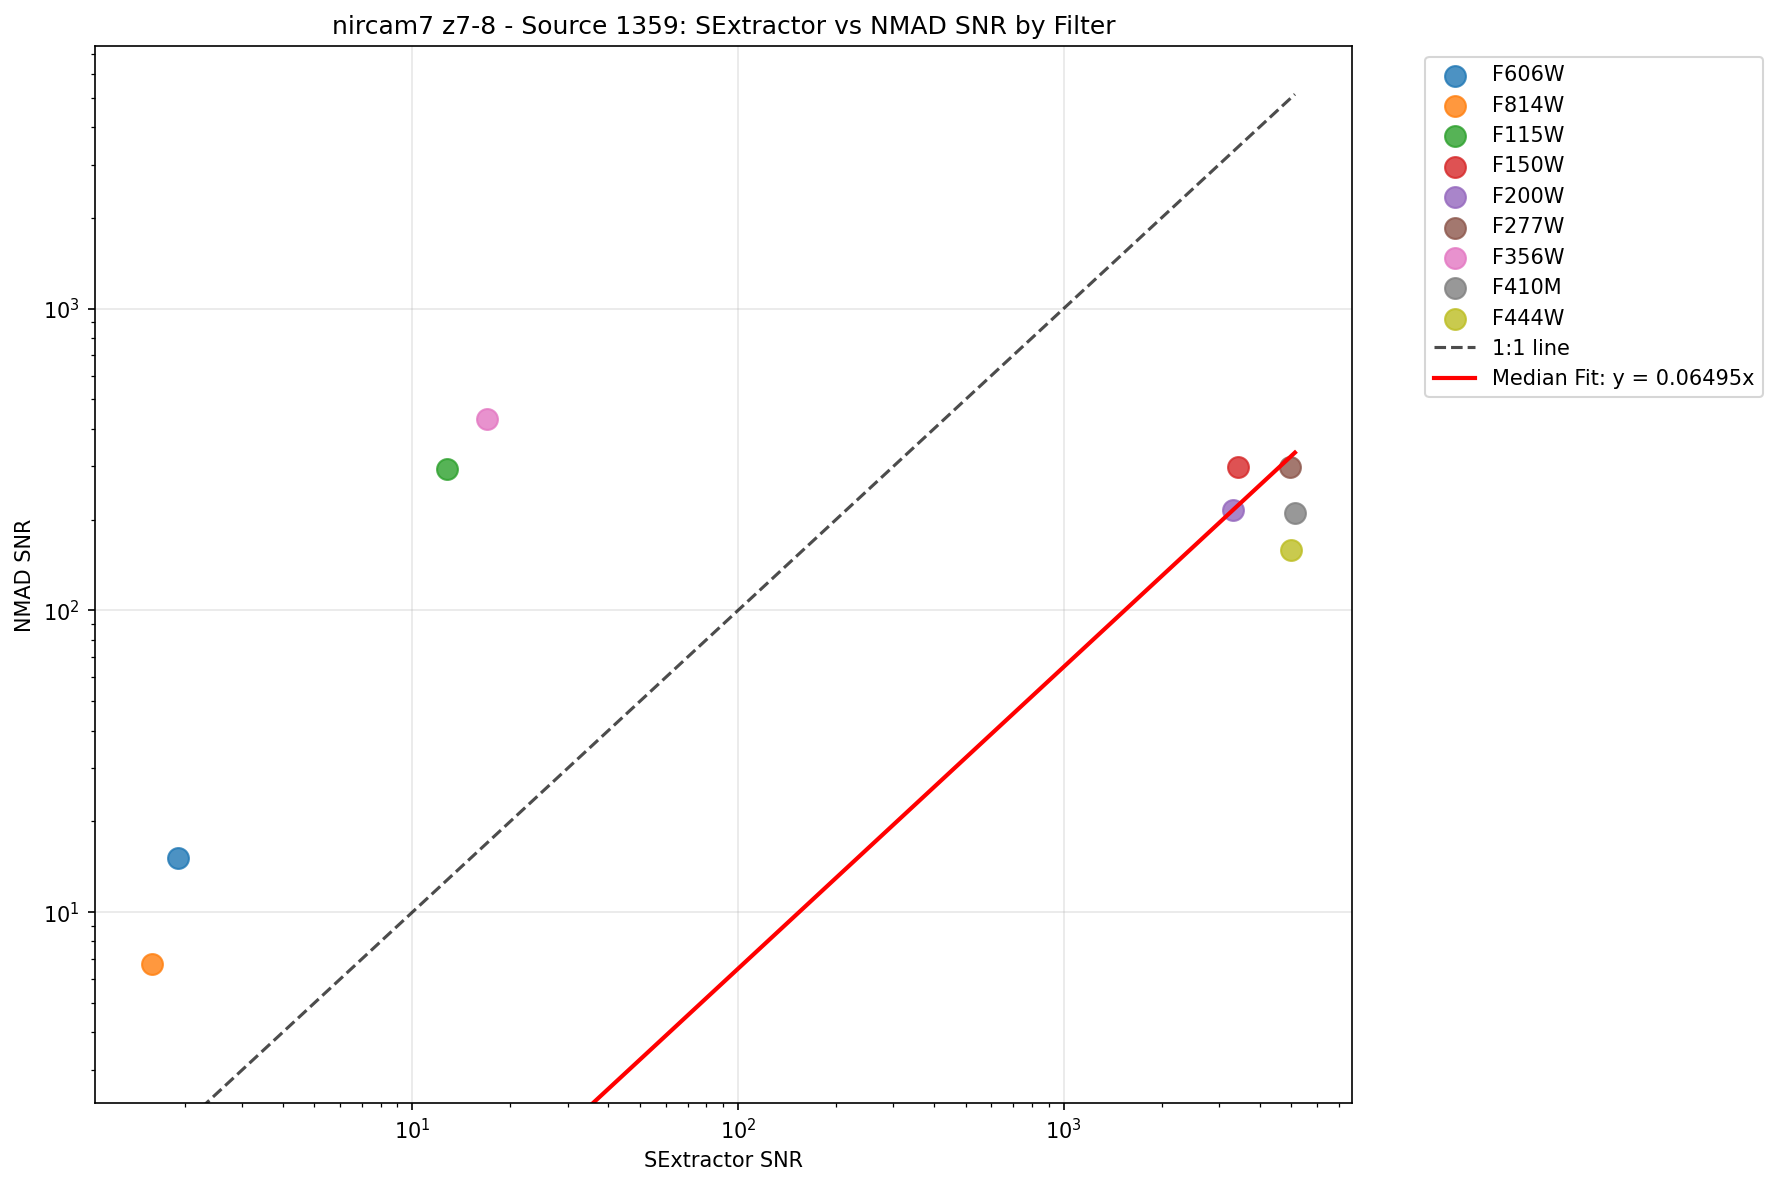 nircam7 z7-8 - Source 1359: SExtractor vs NMAD SNR by Filter
F606W
F814W
F115W
F150W
F200W
F277W
F356W
F410M
F444W
1:1 line
Median Fit: y = 0.06495x
NMAD SNR
10³
10²
10¹
10¹ 10² 10³
SExtractor SNR